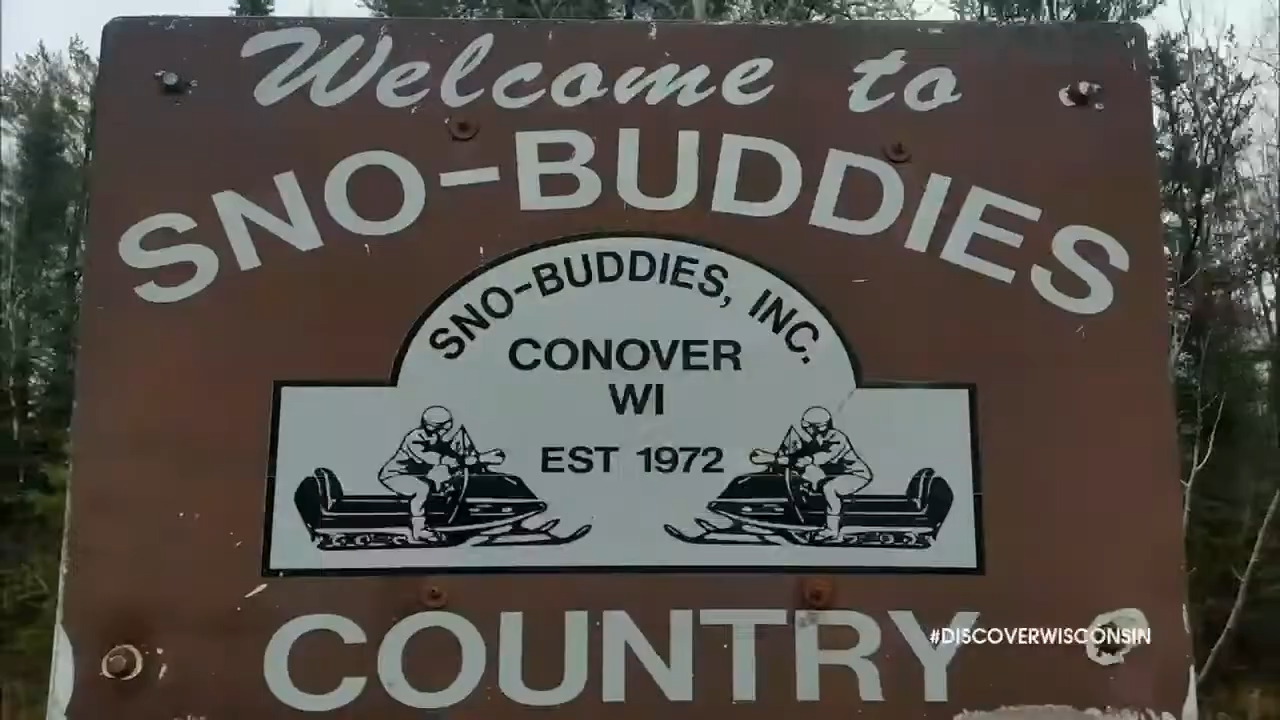 Welcome to
SNO-BUDDIES
SNO-BUDDIES, INC.
CONOVER
WI
EST 1972
COUNTRY
#DISCOVERWISCONSIN